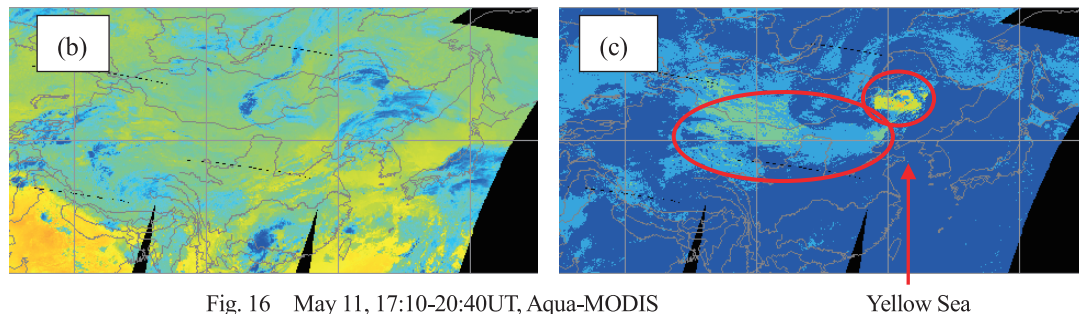 (b)
(c)
Fig. 16 May 11, 17:10-20:40UT, Aqua-MODIS
Yellow Sea